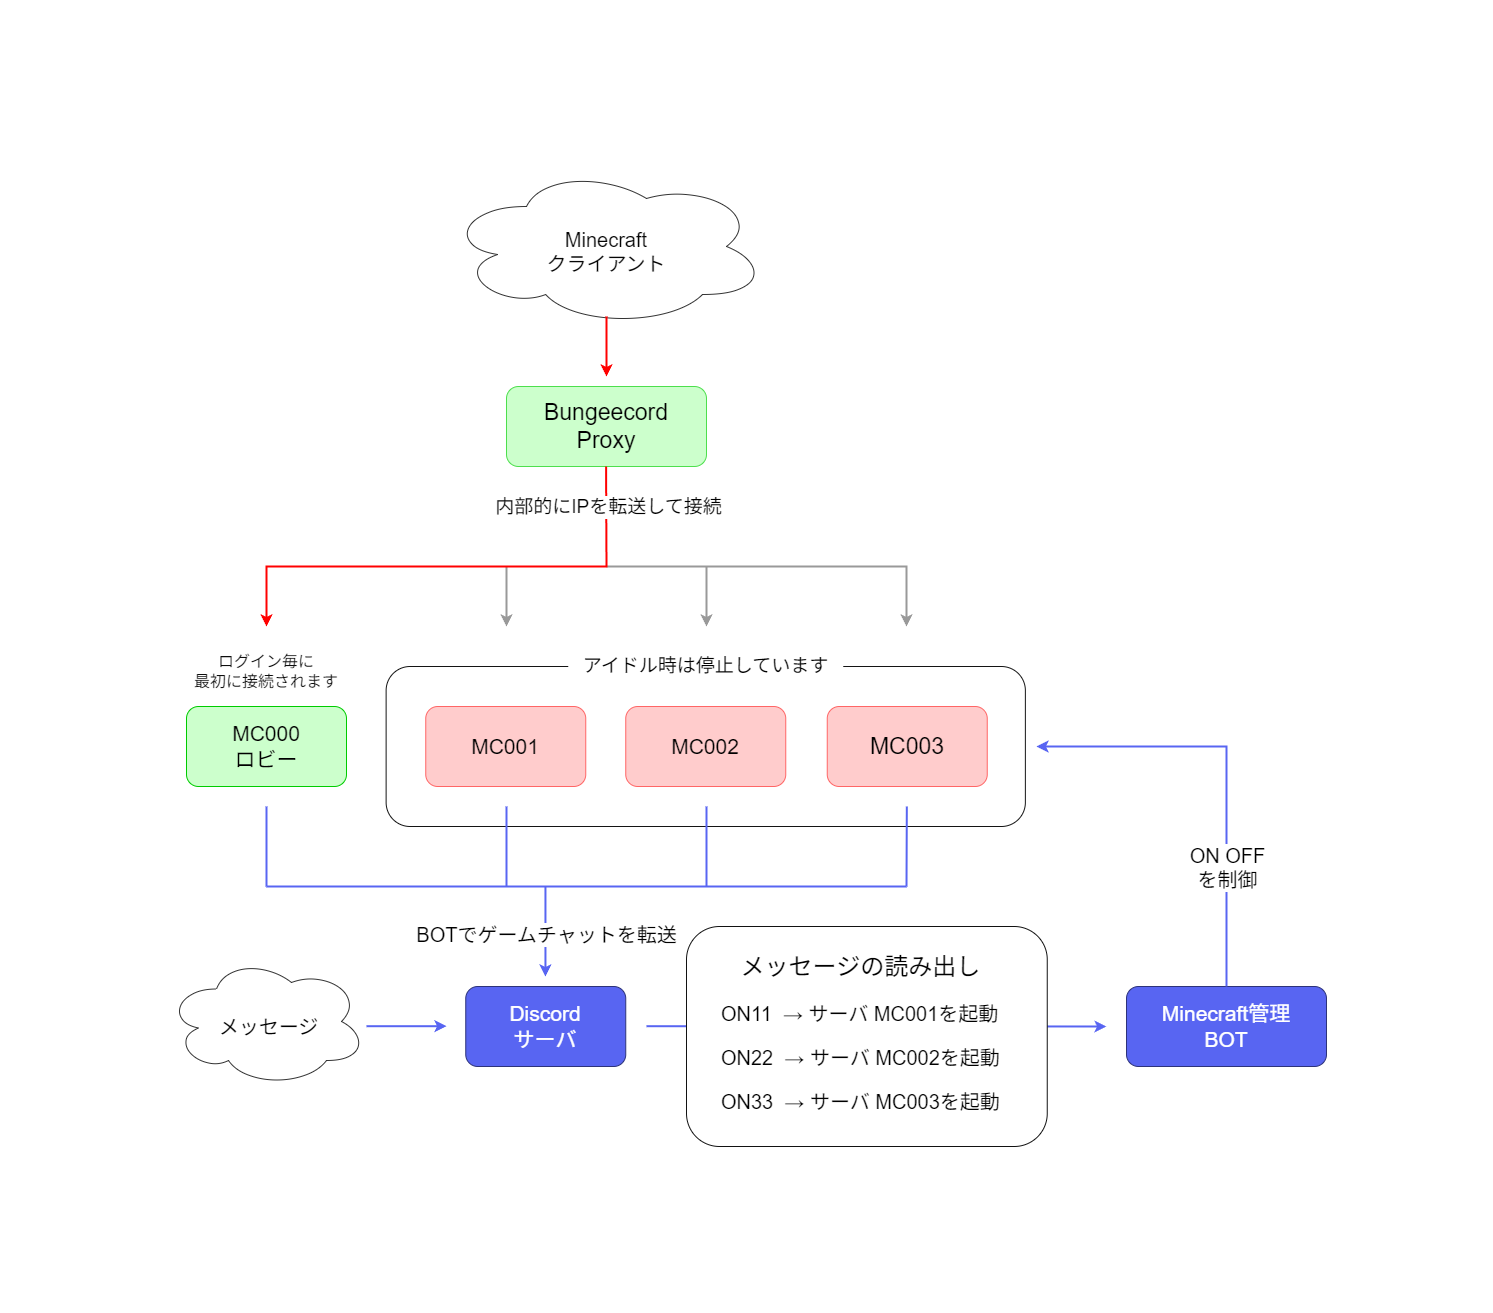 Minecraft
クライアント
Bungeecord
Proxy
内部的にIPを転送して接続
ログイン毎に
最初に接続されます
アイドル時は停止しています
MC000
ロビー
MC001
MC002
MC003
ON OFF
を制御
BOTでゲームチャットを転送
メッセージ
Discord
サーバ
メッセージの読み出し
ON11 → サーバ MC001を起動
ON22 → サーバ MC002を起動
ON33 → サーバ MC003を起動
Minecraft管理
BOT